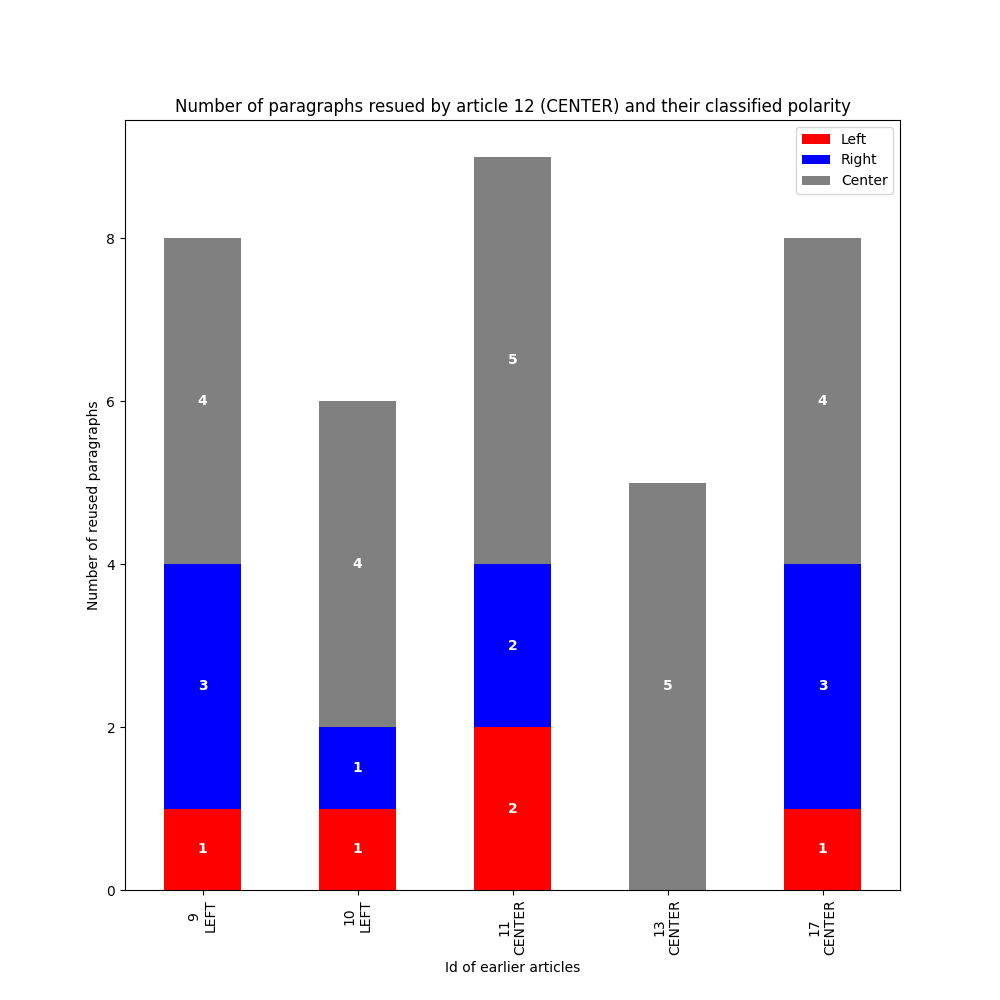 Number of paragraphs resued by article 12 (CENTER) and their classified polarity
Left
Right
Center
Number of reused paragraphs
8
6
4
2
0
4
3
1
4
1
1
5
2
2
5
4
3
1
9
LEFT
10
LEFT
11
CENTER
13
CENTER
17
CENTER
Id of earlier articles